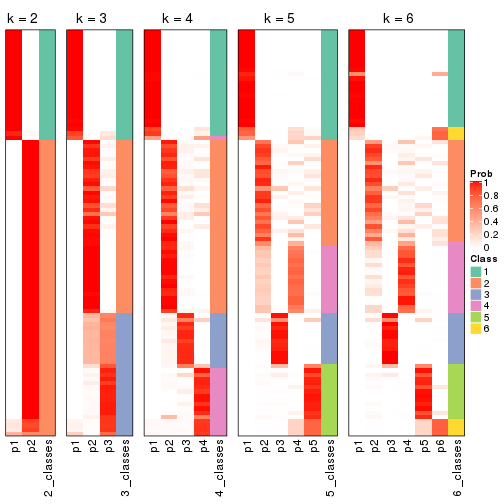 k = 2
k = 3
k = 4
k = 5
k = 6
Prob
1
0.8
0.6
0.4
0.2
0
Class
1
2
3
4
5
6
p1
p2
2_classes
p1
p2
p3
3_classes
p1
p2
p3
p4
4_classes
p1
p2
p3
p4
p5
5_classes
p1
p2
p3
p4
p5
p6
6_classes